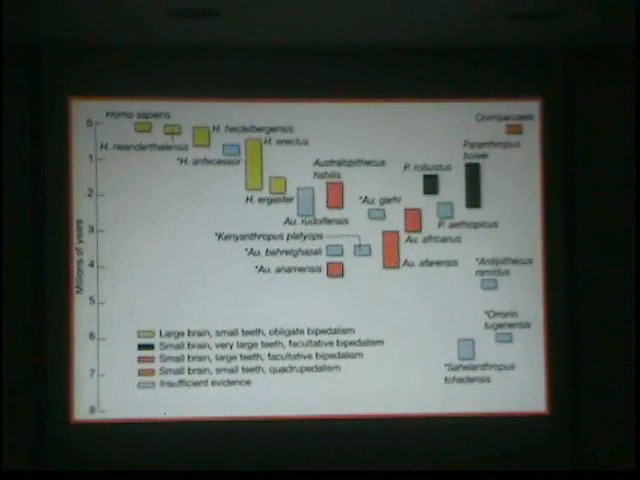 Homo sapiens
Chimpanzees
0
H. heidelbergensis
H. neanderthalensis
H. erectus
Paranthropus
boisei
*H. antecessor
1
Australopithecus
habilis
P. robustus
2
H. ergaster
*Au. garhi
Au. rudolfensis
P. aethiopicus
3
*Kenyanthropus platyops
Au. africanus
*Au. bahrelghazali
Au. afarensis
*Ardipithecus
ramidus
4
*Au. anamensis
Millions of years
5
*Orrorin
tugenensis
6
Large brain, small teeth, obligate bipedalism
Small brain, very large teeth, facultative bipedalism
Small brain, large teeth, facultative bipedalism
*Sahelanthropus
tchadensis
7
Small brain, small teeth, quadrupedalism
Insufficient evidence
8